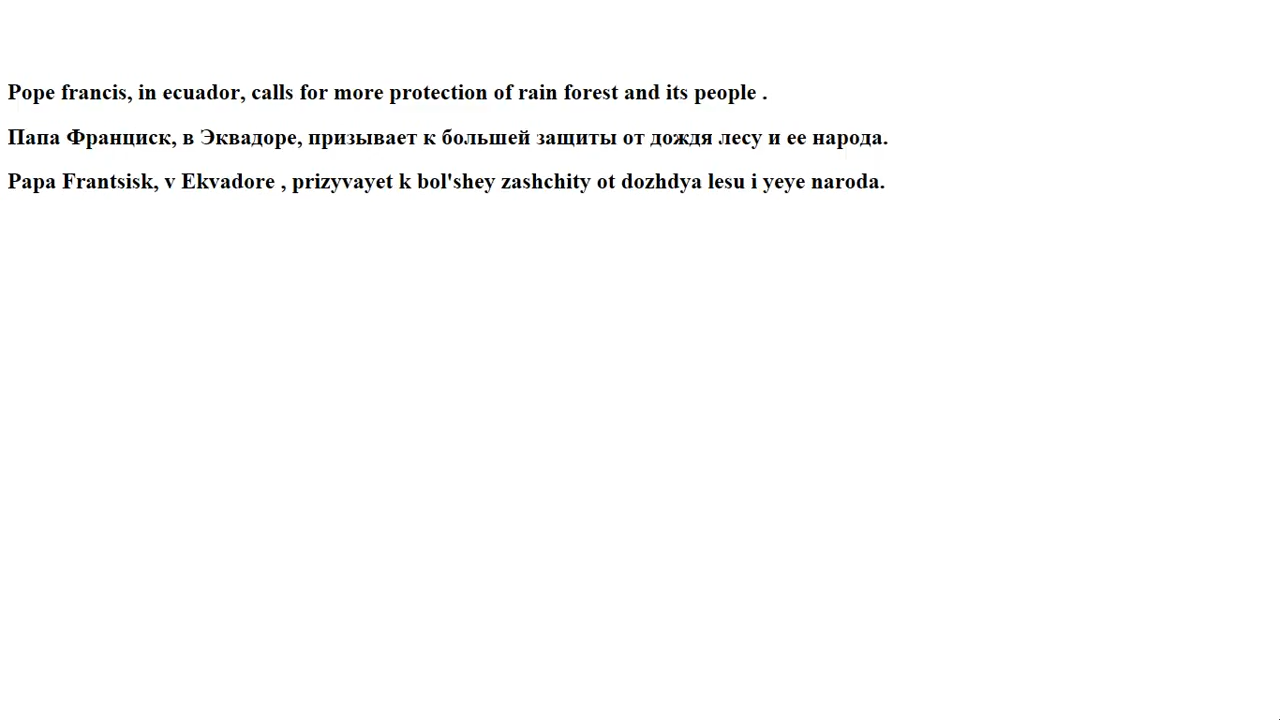 Pope francis, in ecuador, calls for more protection of rain forest and its people .
Папа Франциск, в Эквадоре, призывает к большей защиты от дождя лесу и ее народа.
Papa Frantsisk, v Ekvadore , prizyvayet k bol'shey zashchity ot dozhdya lesu i yeye naroda.